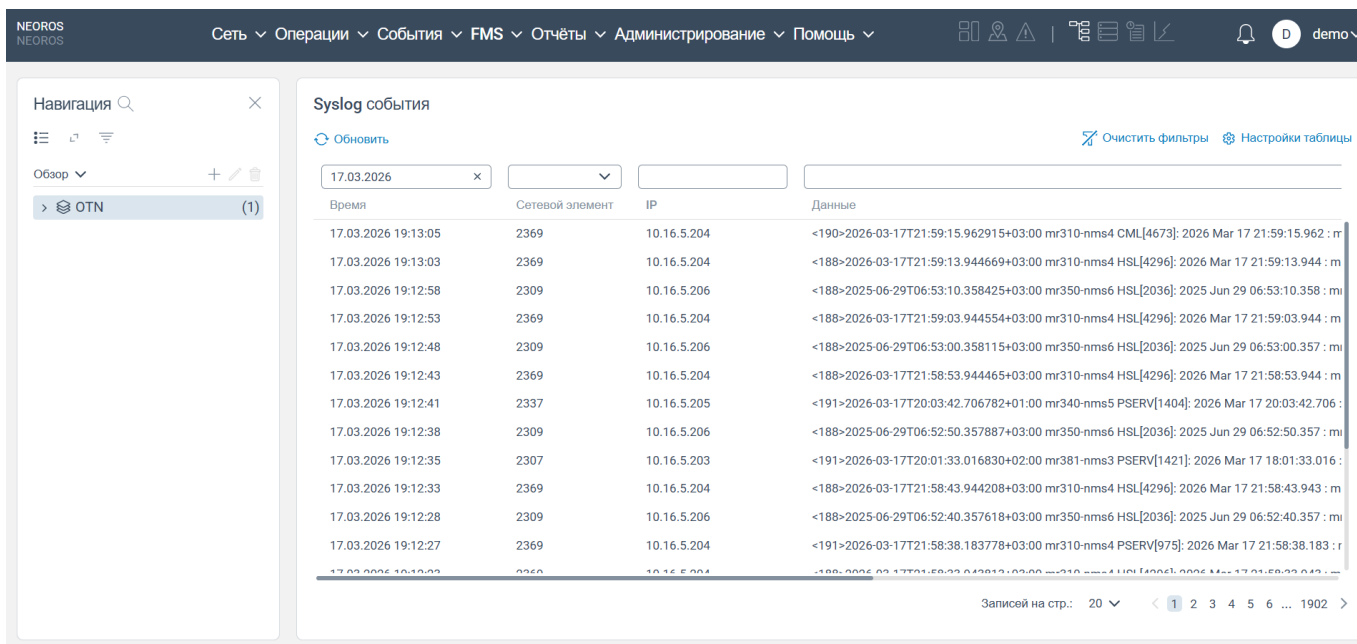 NEOROS
NEOROS
Сеть Операции События FMS Отчёты Администрирование Помощь D demo
Навигация
Обзор
OTN (1)
Syslog события
Обновить Очистить фильтры Настройки таблицы
17.03.2026 ×
Время Сетевой элемент IP Данные
17.03.2026 19:13:05 2369 10.16.5.204 <190>2026-03-17T21:59:15.962915+03:00 mr310-nms4 CML[4673]: 2026 Mar 17 21:59:15.962 : m
17.03.2026 19:13:03 2369 10.16.5.204 <188>2026-03-17T21:59:13.944669+03:00 mr310-nms4 HSL[4296]: 2026 Mar 17 21:59:13.944 : m
17.03.2026 19:12:58 2309 10.16.5.206 <188>2025-06-29T06:53:10.358425+03:00 mr350-nms6 HSL[2036]: 2025 Jun 29 06:53:10.358 : m
17.03.2026 19:12:53 2369 10.16.5.204 <188>2026-03-17T21:59:03.944554+03:00 mr310-nms4 HSL[4296]: 2026 Mar 17 21:59:03.944 : m
17.03.2026 19:12:48 2309 10.16.5.206 <188>2025-06-29T06:53:00.358115+03:00 mr350-nms6 HSL[2036]: 2025 Jun 29 06:53:00.357 : m
17.03.2026 19:12:43 2369 10.16.5.204 <188>2026-03-17T21:58:53.944465+03:00 mr310-nms4 HSL[4296]: 2026 Mar 17 21:58:53.944 : m
17.03.2026 19:12:41 2337 10.16.5.205 <191>2026-03-17T20:03:42.706782+01:00 mr340-nms5 PSERV[1404]: 2026 Mar 17 20:03:42.706 :
17.03.2026 19:12:38 2309 10.16.5.206 <188>2025-06-29T06:52:50.357887+03:00 mr350-nms6 HSL[2036]: 2025 Jun 29 06:52:50.357 : m
17.03.2026 19:12:35 2307 10.16.5.203 <191>2026-03-17T20:01:33.016830+02:00 mr381-nms3 PSERV[1421]: 2026 Mar 17 18:01:33.016 :
17.03.2026 19:12:33 2369 10.16.5.204 <188>2026-03-17T21:58:43.944208+03:00 mr310-nms4 HSL[4296]: 2026 Mar 17 21:58:43.943 : m
17.03.2026 19:12:28 2309 10.16.5.206 <188>2025-06-29T06:52:40.357618+03:00 mr350-nms6 HSL[2036]: 2025 Jun 29 06:52:40.357 : m
17.03.2026 19:12:27 2369 10.16.5.204 <191>2026-03-17T21:58:38.183778+03:00 mr310-nms4 PSERV[975]: 2026 Mar 17 21:58:38.183 : r
Записей на стр.: 20 1 2 3 4 5 6 ... 1902